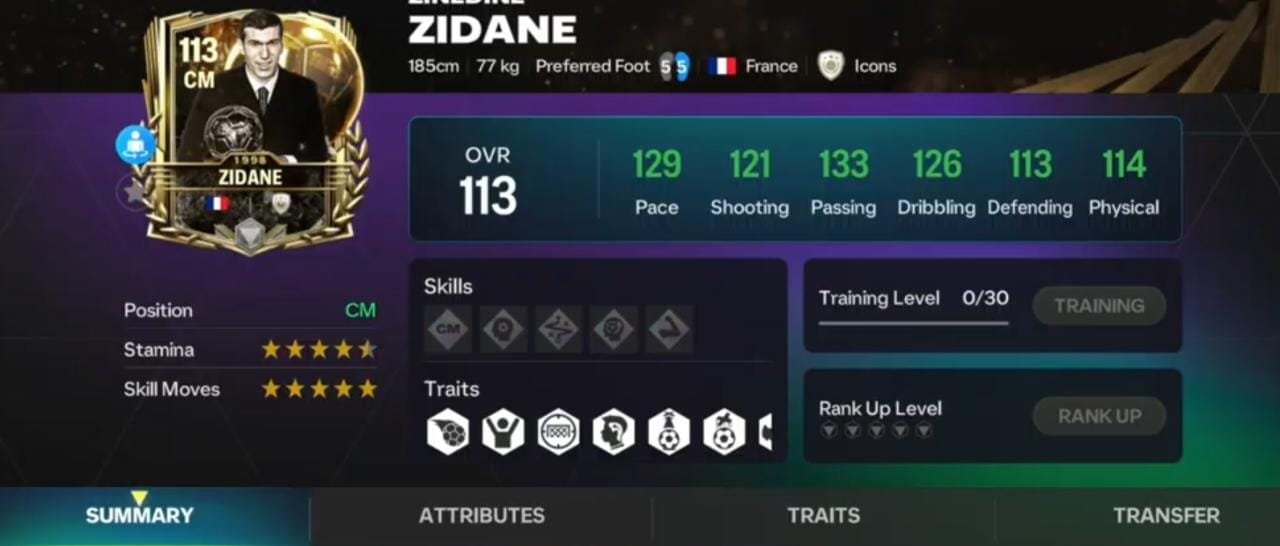 ZINEDINE
ZIDANE
185cm 77 kg Preferred Foot 5 5 France Icons
113
CM
1998
ZIDANE
OVR
113
129 121 133 126 113 114
Pace Shooting Passing Dribbling Defending Physical
Position CM
Stamina
Skill Moves
Skills
CM
Traits
Training Level 0/30 TRAINING
Rank Up Level RANK UP
SUMMARY ATTRIBUTES TRAITS TRANSFER